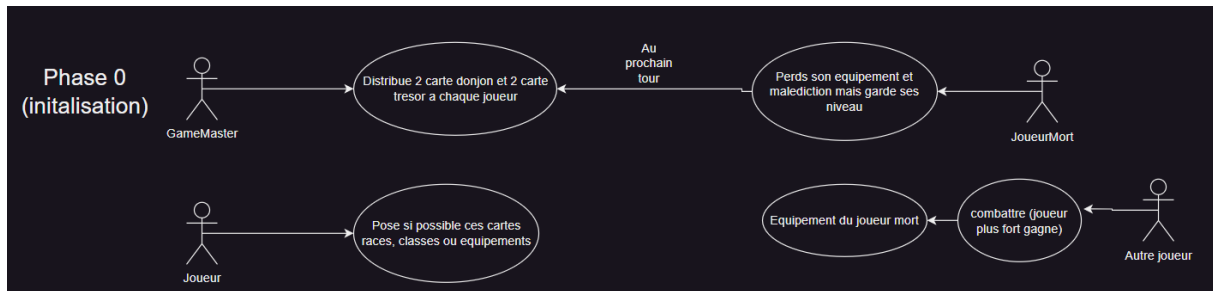 Phase 0
(initalisation)
GameMaster
Distribue 2 carte donjon et 2 carte
tresor a chaque joueur
Au
prochain
tour
Perds son equipement et
malediction mais garde ses
niveau
JoueurMort
Joueur
Pose si possible ces cartes
races, classes ou equipements
Equipement du joueur mort
combattre (joueur
plus fort gagne)
Autre joueur